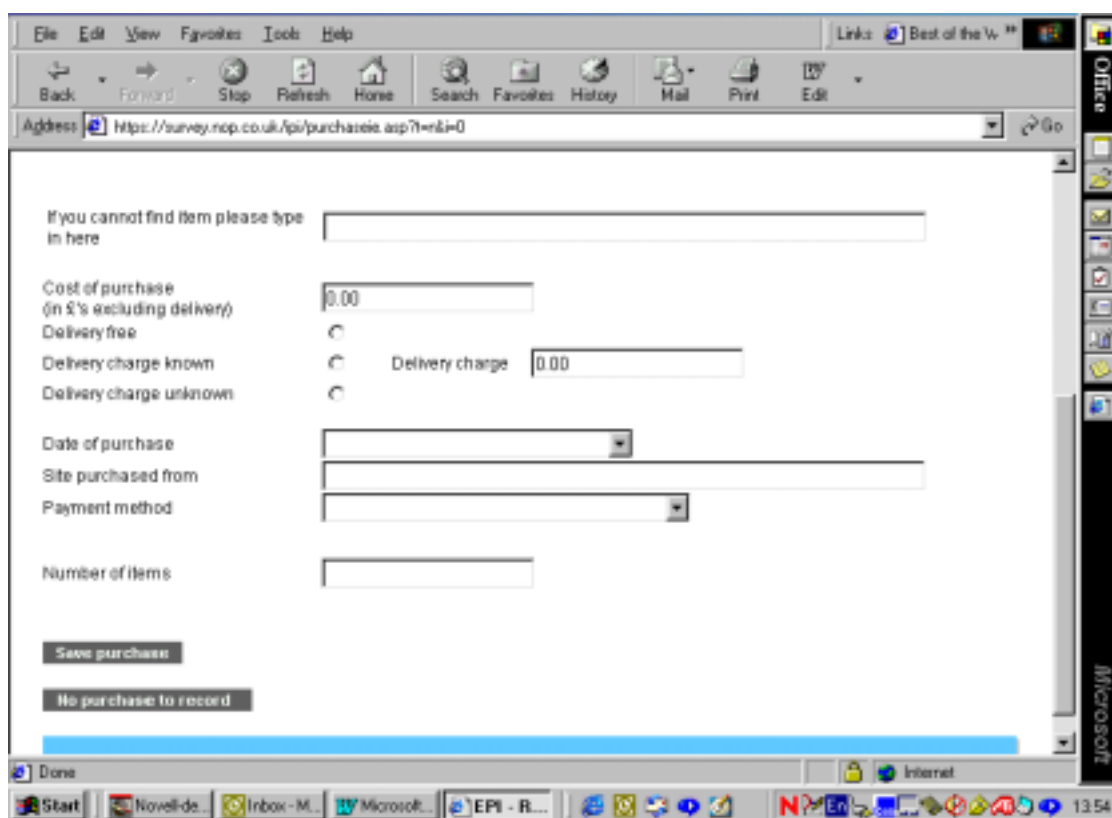 File Edit View Favorites Tools Help Links Best of the W »
Back Forward Stop Refresh Home Search Favorites History Mail Print Edit
Address https://survey.nop.co.uk/ipi/purchaseie.asp?t=n&i=0 Go
Office
If you cannot find item please type
in here
Cost of purchase
(in £'s excluding delivery) 0.00
Delivery free
Delivery charge known Delivery charge 0.00
Delivery charge unknown
Date of purchase
Site purchased from
Payment method
Number of items
Save purchase
No purchase to record
Microsoft
Done Internet
Start Novell-de... Inbox - M... Microsoft... EPI - R... N En 13:54